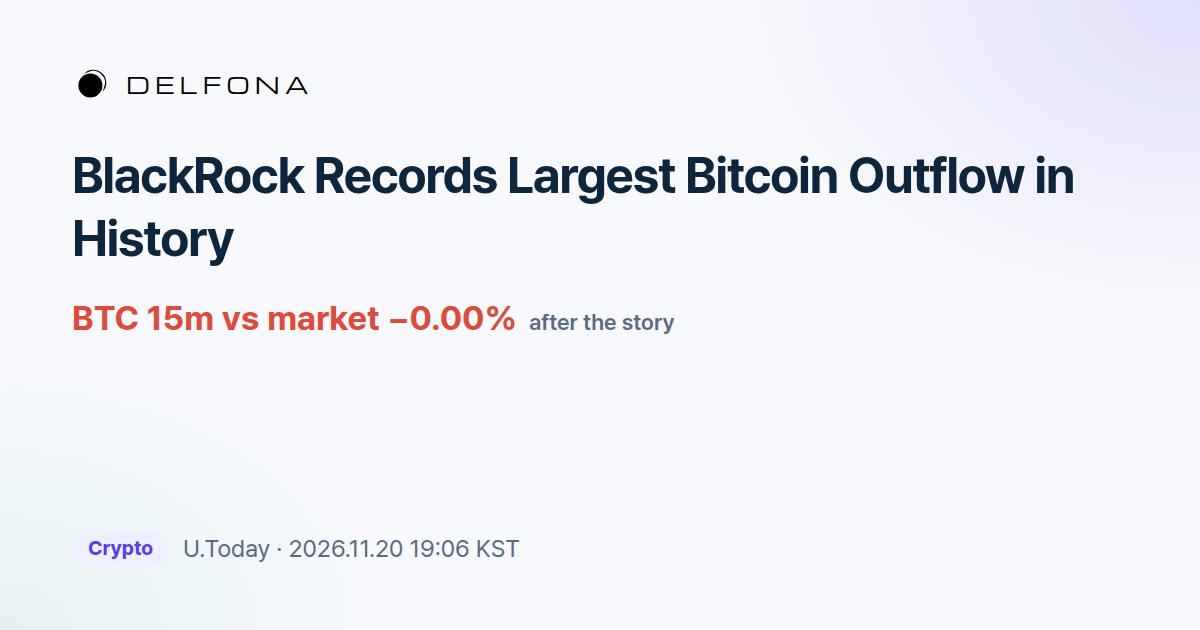 DELFONA
BlackRock Records Largest Bitcoin Outflow in
History
BTC 15m vs market −0.00% after the story
Crypto U.Today · 2026.11.20 19:06 KST